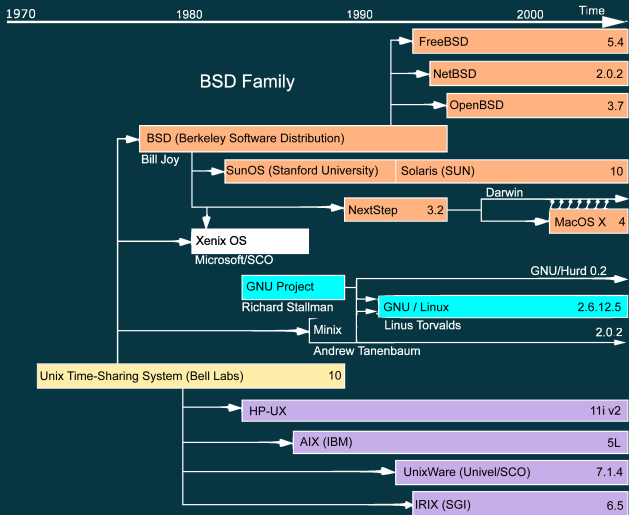 1970 1980 1990 2000 Time
FreeBSD 5.4
NetBSD 2.0.2
BSD Family
OpenBSD 3.7
BSD (Berkeley Software Distribution)
Bill Joy
SunOS (Stanford University) Solaris (SUN) 10
Darwin
NextStep 3.2
MacOS X 4
Xenix OS
Microsoft/SCO
GNU/Hurd 0.2
GNU Project
Richard Stallman
GNU / Linux 2.6.12.5
Linus Torvalds
Minix 2.0.2
Andrew Tanenbaum
Unix Time-Sharing System (Bell Labs) 10
HP-UX 11i v2
AIX (IBM) 5L
UnixWare (Univel/SCO) 7.1.4
IRIX (SGI) 6.5